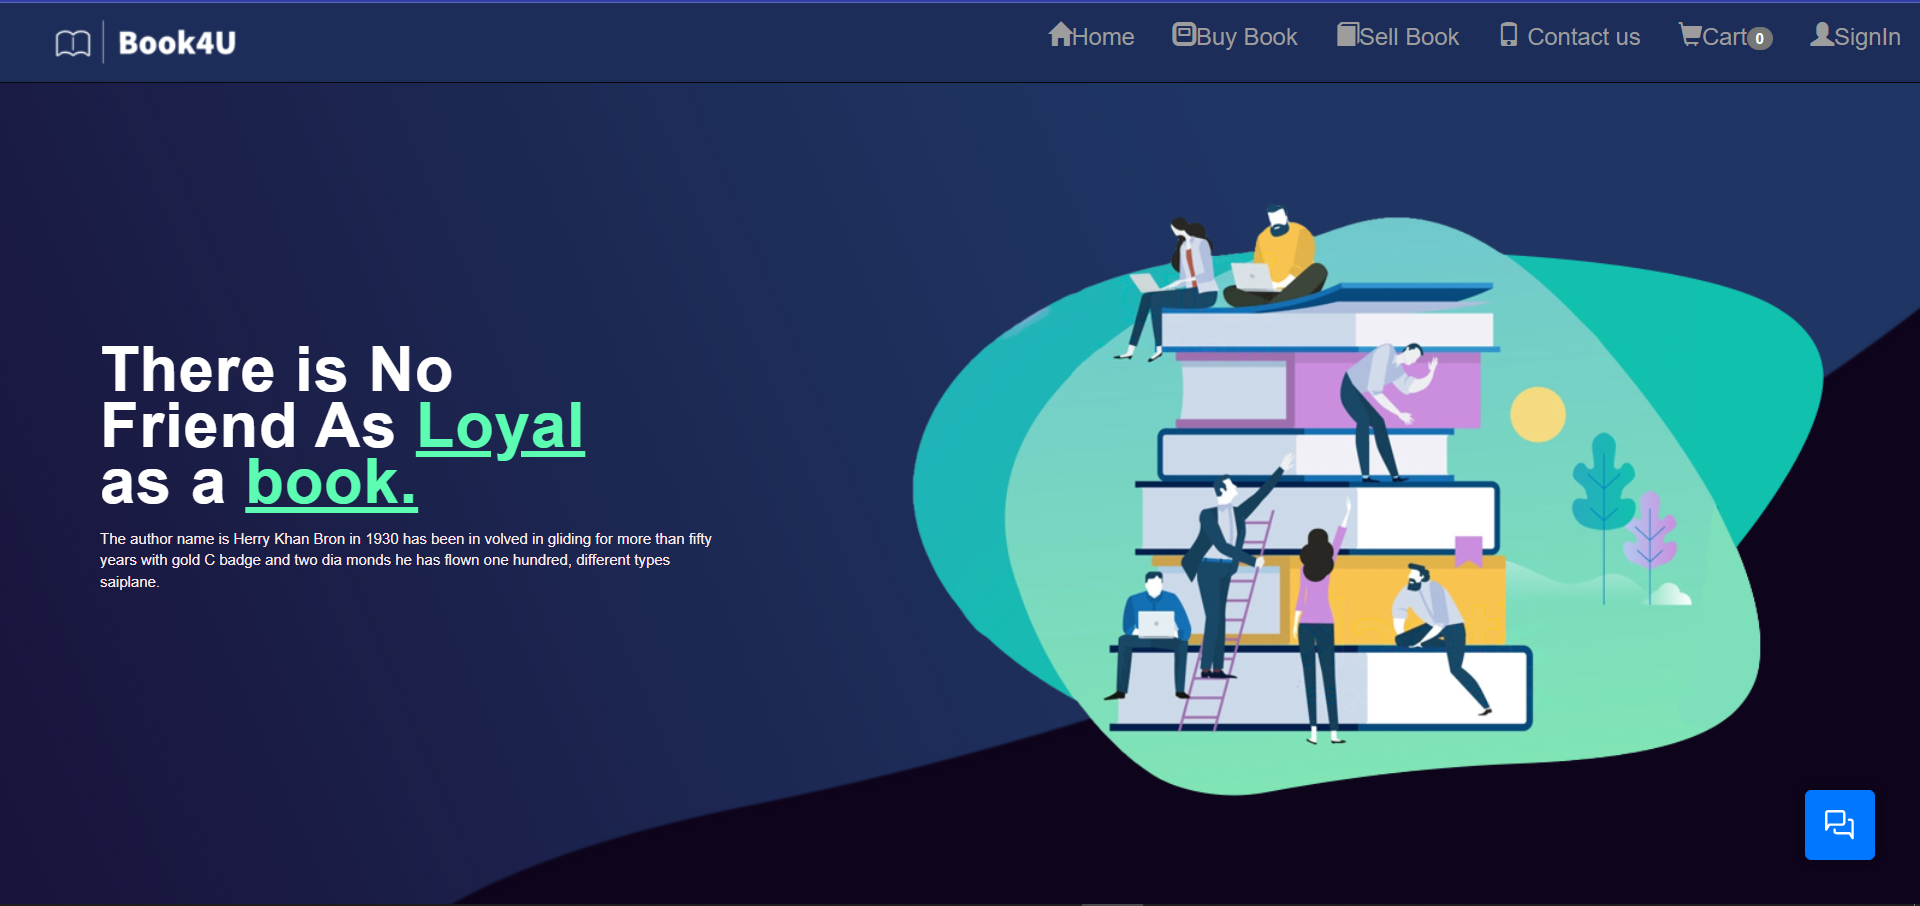 Book4U
Home Buy Book Sell Book Contact us Cart 0 SignIn
There is No
Friend As Loyal
as a book.
The author name is Herry Khan Bron in 1930 has been in volved in gliding for more than fifty
years with gold C badge and two dia monds he has flown one hundred, different types
saiplane.